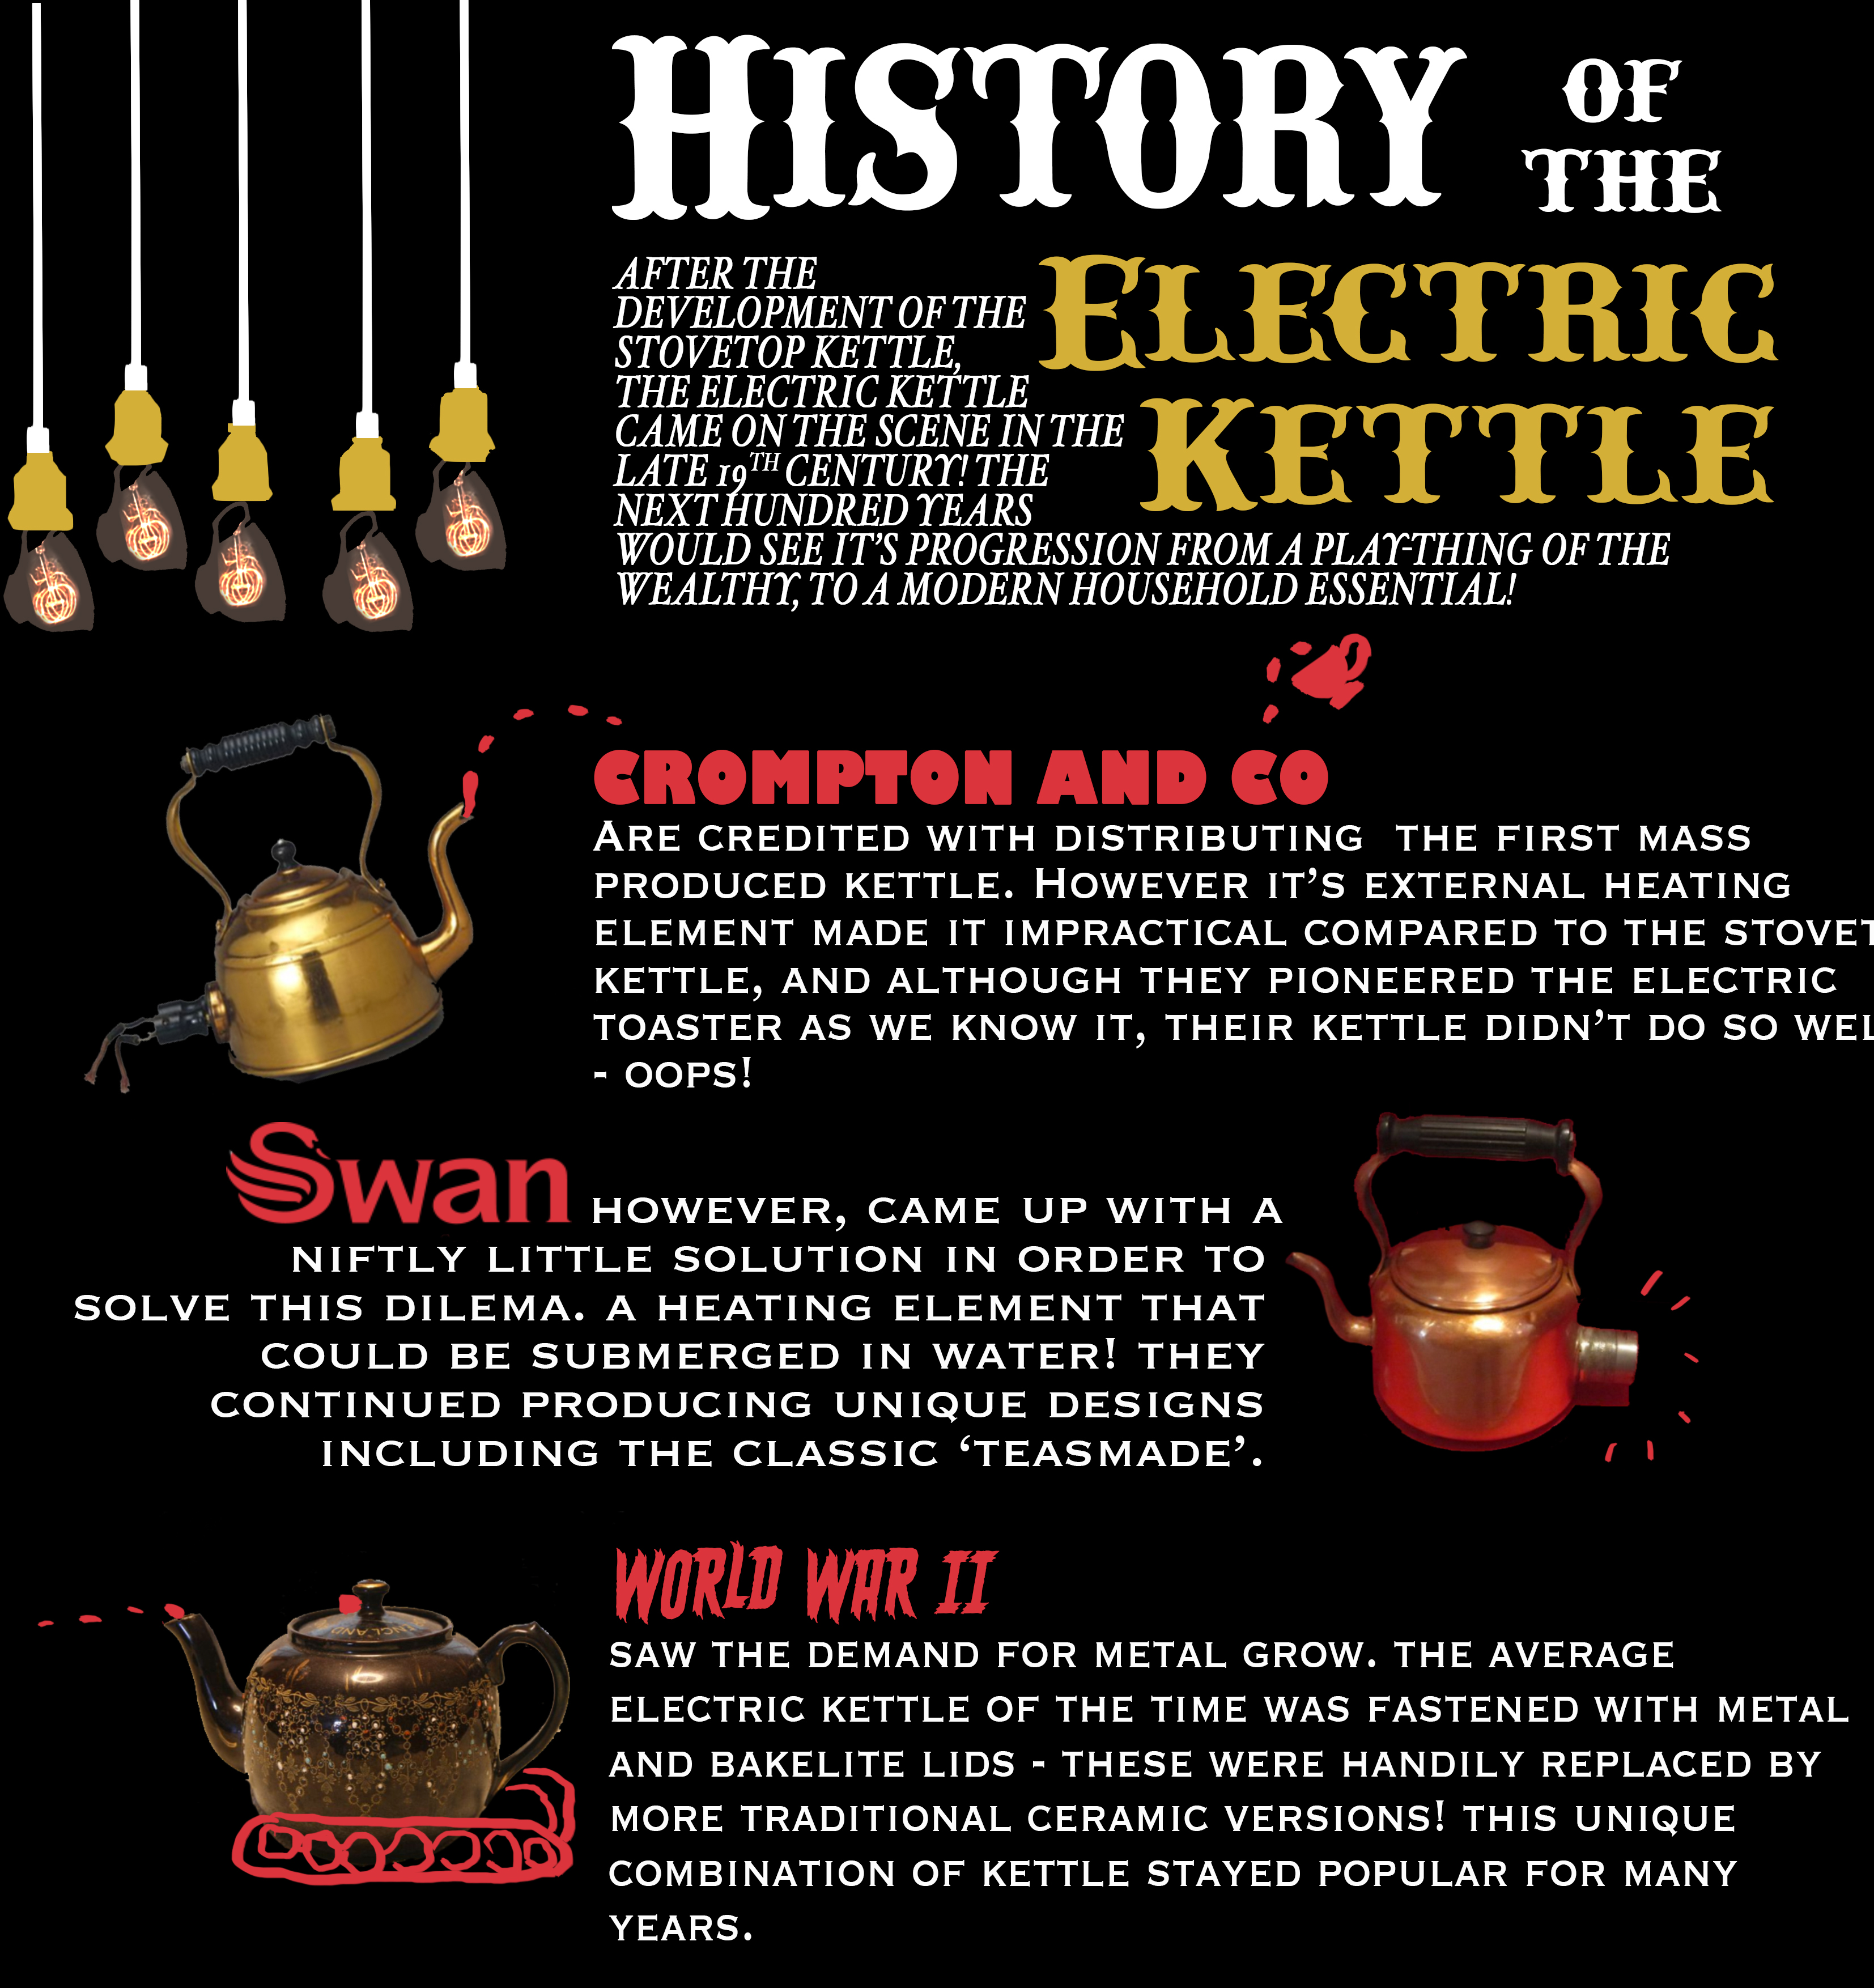 HISTORY OF THE
ELECTRIC
KETTLE
AFTER THE
DEVELOPMENT OF THE
STOVETOP KETTLE,
THE ELECTRIC KETTLE
CAME ON THE SCENE IN THE
LATE 19TH CENTURY! THE
NEXT HUNDRED YEARS
WOULD SEE IT'S PROGRESSION FROM A PLAY-THING OF THE
WEALTHY, TO A MODERN HOUSEHOLD ESSENTIAL!
CROMPTON AND CO
ARE CREDITED WITH DISTRIBUTING THE FIRST MASS
PRODUCED KETTLE. HOWEVER IT'S EXTERNAL HEATING
ELEMENT MADE IT IMPRACTICAL COMPARED TO THE STOVET
KETTLE, AND ALTHOUGH THEY PIONEERED THE ELECTRIC
TOASTER AS WE KNOW IT, THEIR KETTLE DIDN'T DO SO WEL
- OOPS!
Swan HOWEVER, CAME UP WITH A
NIFTLY LITTLE SOLUTION IN ORDER TO
SOLVE THIS DILEMA. A HEATING ELEMENT THAT
COULD BE SUBMERGED IN WATER! THEY
CONTINUED PRODUCING UNIQUE DESIGNS
INCLUDING THE CLASSIC 'TEASMADE'.
WORLD WAR II
SAW THE DEMAND FOR METAL GROW. THE AVERAGE
ELECTRIC KETTLE OF THE TIME WAS FASTENED WITH METAL
AND BAKELITE LIDS - THESE WERE HANDILY REPLACED BY
MORE TRADITIONAL CERAMIC VERSIONS! THIS UNIQUE
COMBINATION OF KETTLE STAYED POPULAR FOR MANY
YEARS.
ENGLAND